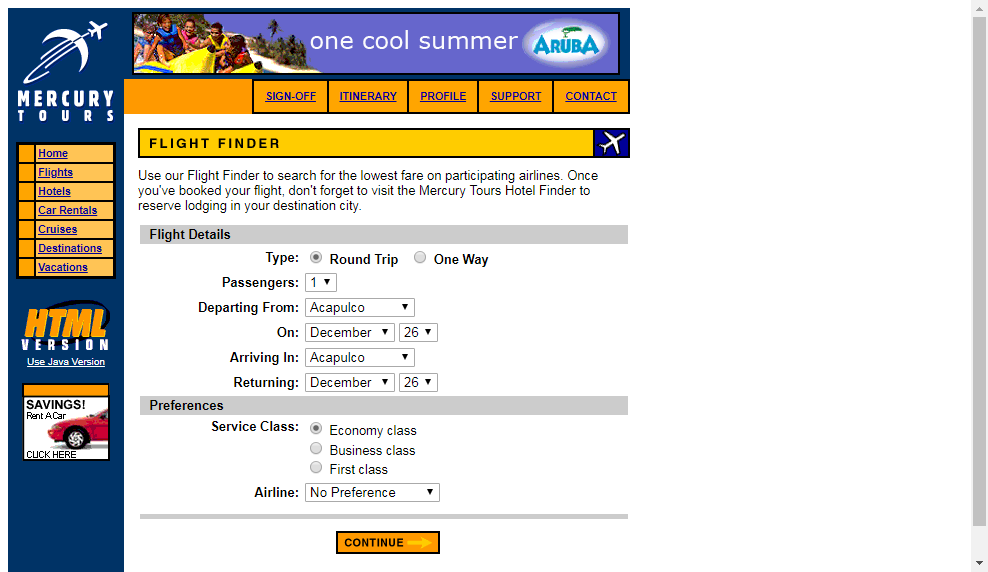 MERCURY
TOURS
one cool summer ARUBA
SIGN-OFF ITINERARY PROFILE SUPPORT CONTACT
Home
Flights
Hotels
Car Rentals
Cruises
Destinations
Vacations
HTML
VERSION
Use Java Version
SAVINGS!
Rent A Car
CLICK HERE
FLIGHT FINDER
Use our Flight Finder to search for the lowest fare on participating airlines. Once
you've booked your flight, don't forget to visit the Mercury Tours Hotel Finder to
reserve lodging in your destination city.
Flight Details
Type: Round Trip One Way
Passengers: 1
Departing From: Acapulco
On: December 26
Arriving In: Acapulco
Returning: December 26
Preferences
Service Class: Economy class
Business class
First class
Airline: No Preference
CONTINUE